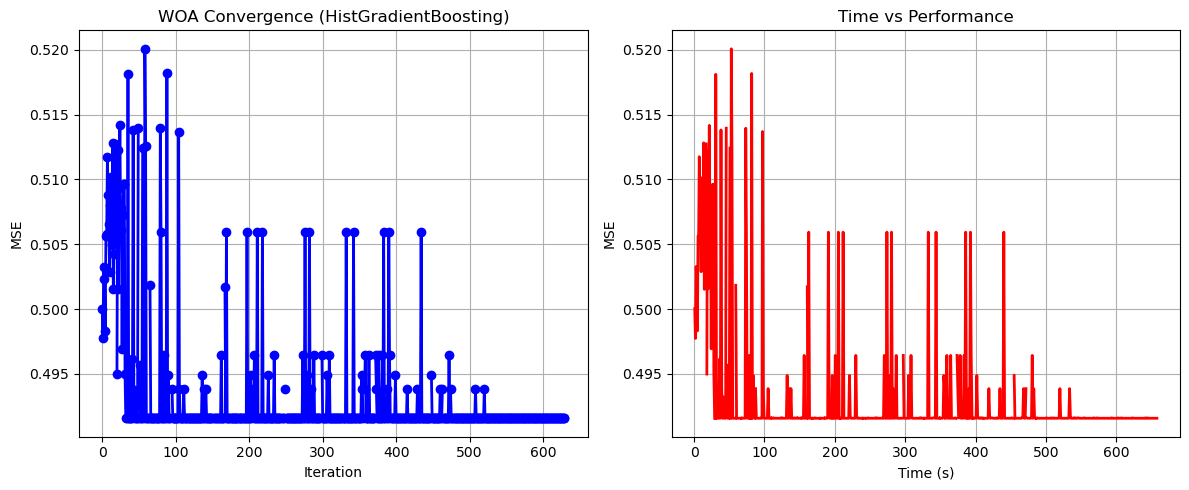 WOA Convergence (HistGradientBoosting)
MSE
0.520
0.515
0.510
0.505
0.500
0.495
0 100 200 300 400 500 600
Iteration
Time vs Performance
MSE
0.520
0.515
0.510
0.505
0.500
0.495
0 100 200 300 400 500 600
Time (s)